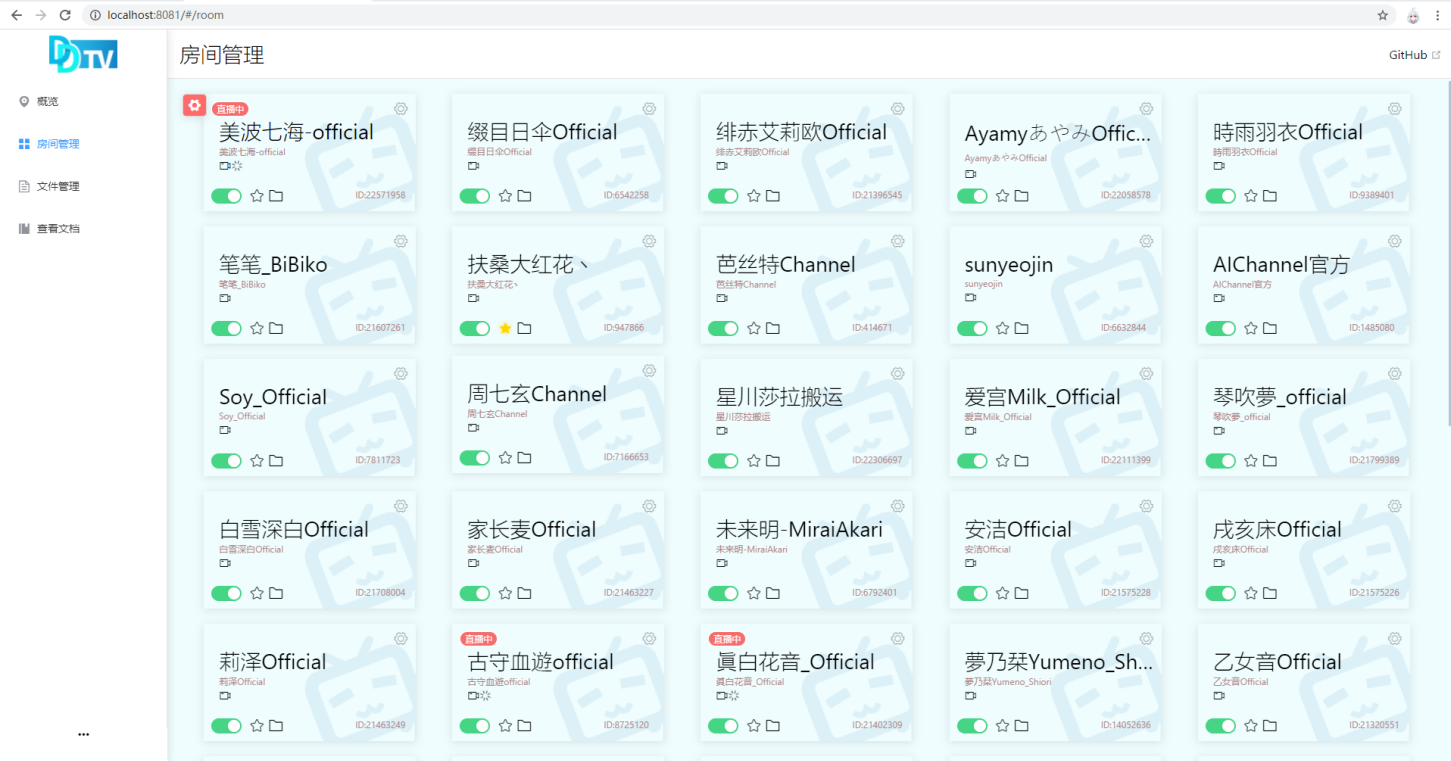 localhost:8081/#/room
DDTV
概览
房间管理
文件管理
查看文档
...
房间管理
GitHub
直播中
美波七海-official
美波七海-official
ID:22571958
缀目日伞Official
缀目日伞Official
ID:6542258
绯赤艾莉欧Official
绯赤艾莉欧Official
ID:21396545
AyamyあやみOffic...
AyamyあやみOfficial
ID:22058578
時雨羽衣Official
時雨羽衣Official
ID:9389401
笔笔_BiBiko
笔笔_BiBiko
ID:21607261
扶桑大红花丶
扶桑大红花丶
ID:947866
芭丝特Channel
芭丝特Channel
ID:414671
sunyeojin
sunyeojin
ID:6632844
AIChannel官方
AIChannel官方
ID:1485080
Soy_Official
Soy_Official
ID:7811723
周七玄Channel
周七玄Channel
ID:7166653
星川莎拉搬运
星川莎拉搬运
ID:22306697
爱宫Milk_Official
爱宫Milk_Official
ID:22111399
琴吹夢_official
琴吹夢_official
ID:21799389
白雪深白Official
白雪深白Official
ID:21708004
家长麦Official
家长麦Official
ID:21463227
未来明-MiraiAkari
未来明-MiraiAkari
ID:6792401
安洁Official
安洁Official
ID:21575228
戌亥床Official
戌亥床Official
ID:21575226
莉泽Official
莉泽Official
ID:21463249
直播中
古守血遊official
古守血遊official
ID:8725120
直播中
眞白花音_Official
眞白花音_Official
ID:21402309
夢乃栞Yumeno_Sh...
夢乃栞Yumeno_Shiori
ID:14052636
乙女音Official
乙女音Official
ID:21320551